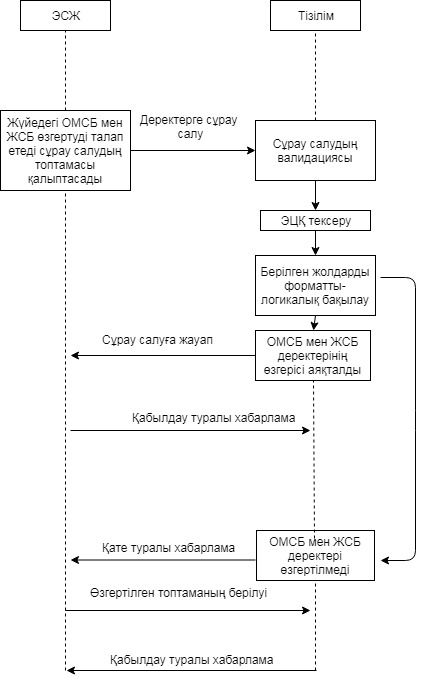 ЭСЖ
Тізілім
Жүйедегі ОМСБ мен
ЖСБ өзгертуді талап
етеді сұрау салудың
топтамасы
қалыптасады
Деректерге сұрау
салу
Сұрау салудың
валидациясы
ЭЦҚ тексеру
Берілген жолдарды
форматты-
логикалық бақылау
Сұрау салуға жауап
ОМСБ мен ЖСБ
деректерінің
өзгерісі аяқталды
Қабылдау туралы хабарлама
Қате туралы хабарлама
ОМСБ мен ЖСБ
деректері
өзгертілмеді
Өзгертілген топтаманың берілуі
Қабылдау туралы хабарлама